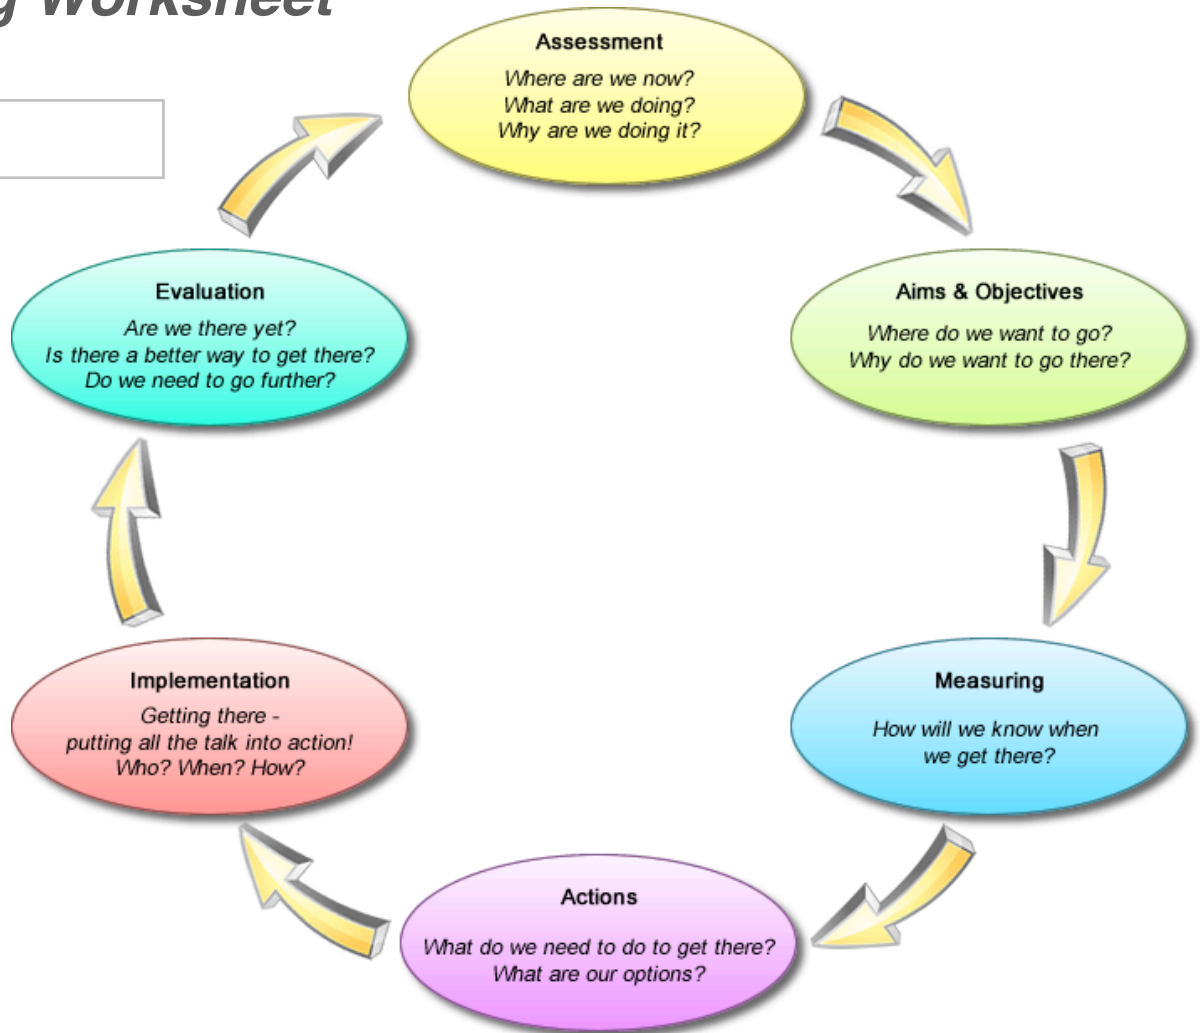 g Worksheet
Assessment
Where are we now?
What are we doing?
Why are we doing it?
Aims & Objectives
Where do we want to go?
Why do we want to go there?
Measuring
How will we know when
we get there?
Actions
What do we need to do to get there?
What are our options?
Implementation
Getting there -
putting all the talk into action!
Who? When? How?
Evaluation
Are we there yet?
Is there a better way to get there?
Do we need to go further?